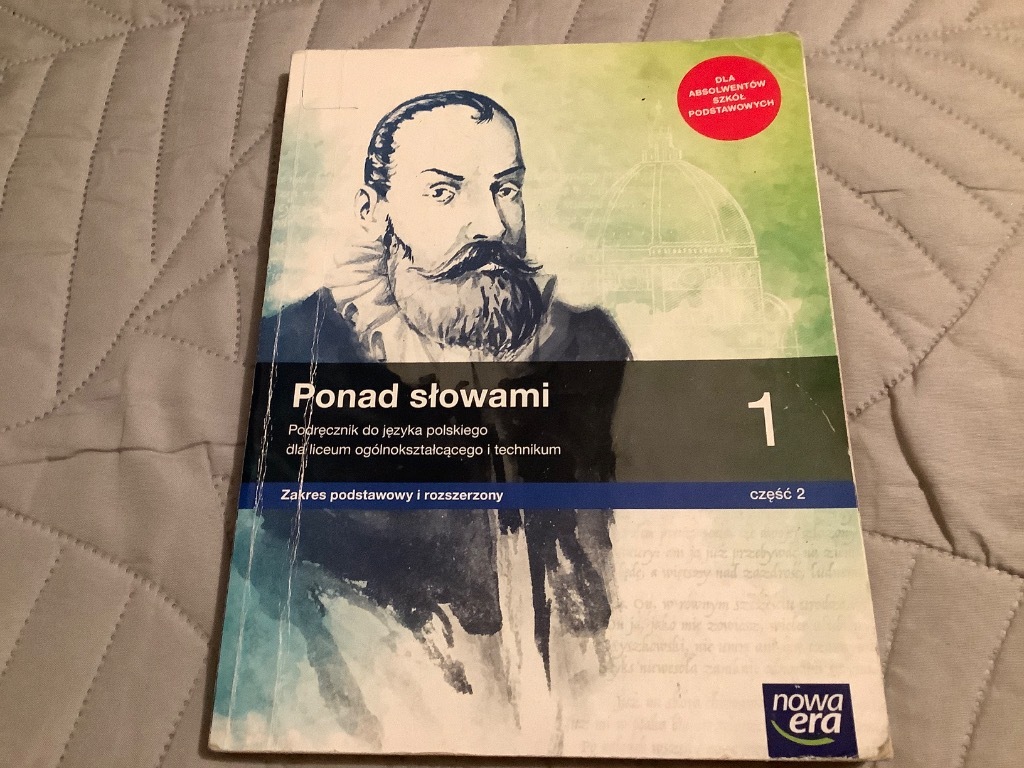 DLA
ABSOLWENTÓW
SZKÓŁ
PODSTAWOWYCH
Ponad słowami
1
Podręcznik do języka polskiego
dla liceum ogólnokształcącego i technikum
Zakres podstawowy i rozszerzony
część 2
nowa
era